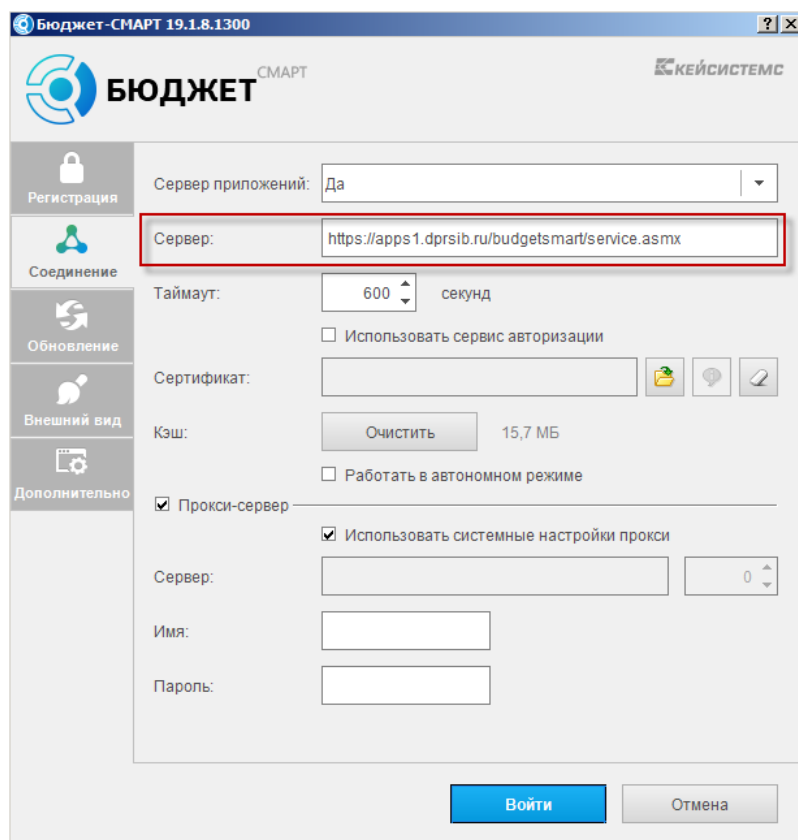 Бюджет-СМАРТ 19.1.8.1300
БЮДЖЕТ СМАРТ
КЕЙСИСТЕМС
Регистрация
Соединение
Обновление
Внешний вид
Дополнительно
Сервер приложений: Да
Сервер: https://apps1.dprsib.ru/budgetsmart/service.asmx
Таймаут: 600 секунд
Использовать сервис авторизации
Сертификат:
Кэш: Очистить 15,7 МБ
Работать в автономном режиме
Прокси-сервер
Использовать системные настройки прокси
Сервер: 0
Имя:
Пароль:
Войти Отмена